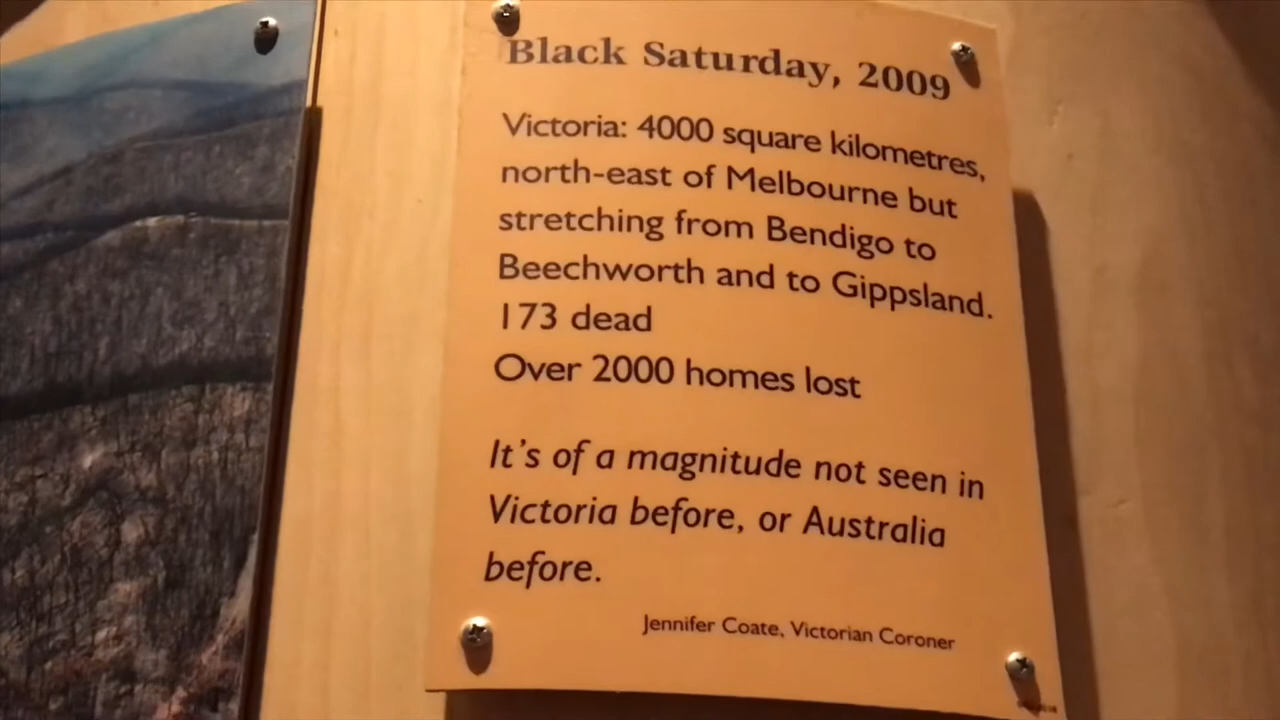 Black Saturday, 2009
Victoria: 4000 square kilometres,
north-east of Melbourne but
stretching from Bendigo to
Beechworth and to Gippsland.
173 dead
Over 2000 homes lost
It's of a magnitude not seen in
Victoria before, or Australia
before.
Jennifer Coate, Victorian Coroner